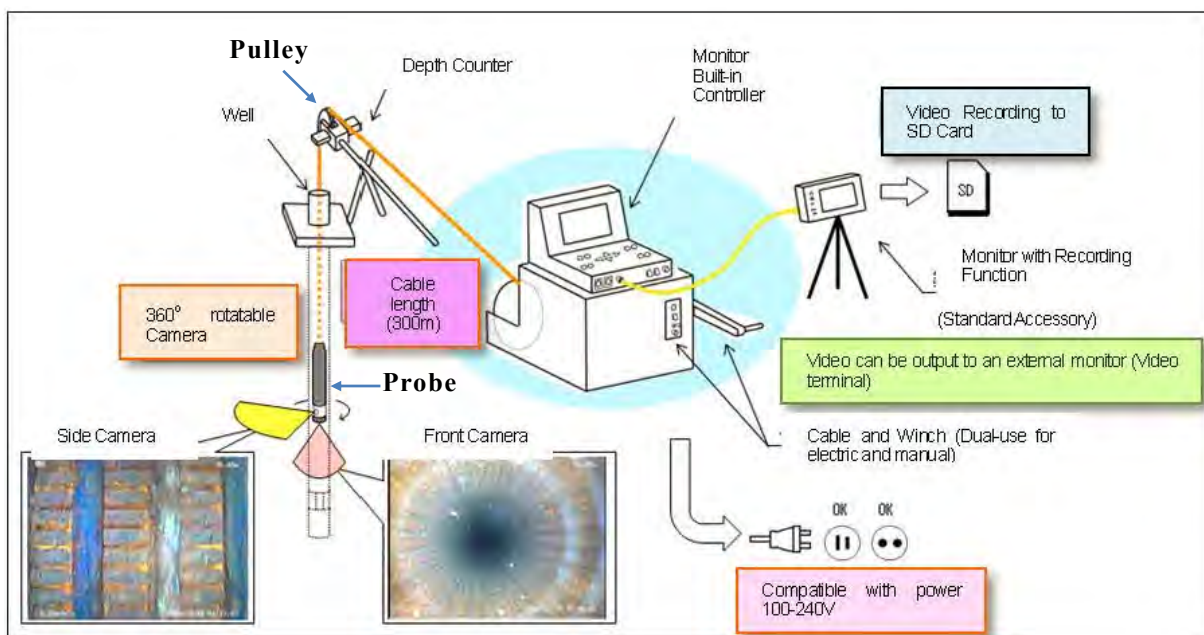 Pulley
Depth Counter
Well
Monitor
Built-in
Controller
Video Recording to
SD Card
SD
Monitor with Recording
Function
(Standard Accessory)
Video can be output to an external monitor (Video
terminal)
360° rotatable
Camera
Cable
length
(300m)
Probe
Side Camera
Front Camera
Cable and Winch (Dual-use for
electric and manual)
OK OK
Compatible with power
100-240V